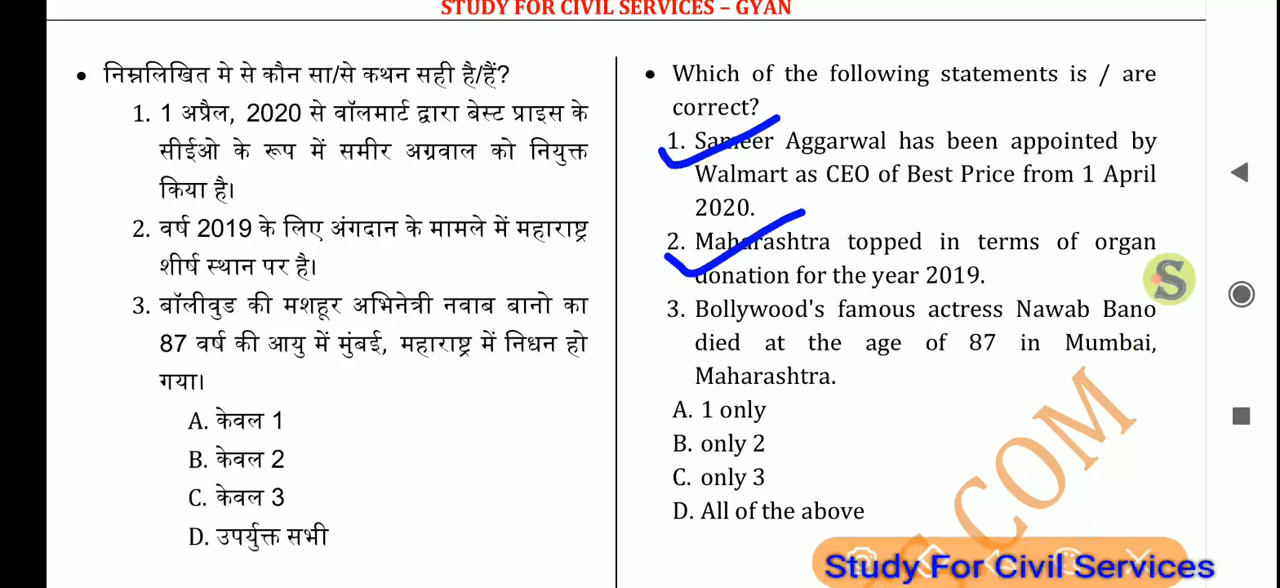 STUDY FOR CIVIL SERVICES – GYAN
• निम्नलिखित मे से कौन सा/से कथन सही है/हैं?
1. 1 अप्रैल, 2020 से वॉलमार्ट द्वारा बेस्ट प्राइस के
सीईओ के रूप में समीर अग्रवाल को नियुक्त
किया है।
2. वर्ष 2019 के लिए अंगदान के मामले में महाराष्ट्र
शीर्ष स्थान पर है।
3. बॉलीवुड की मशहूर अभिनेत्री नवाब बानो का
87 वर्ष की आयु में मुंबई, महाराष्ट्र में निधन हो
गया।
A. केवल 1
B. केवल 2
C. केवल 3
D. उपर्युक्त सभी
• Which of the following statements is / are
correct?
1. Sameer Aggarwal has been appointed by
Walmart as CEO of Best Price from 1 April
2020.
2. Maharashtra topped in terms of organ
donation for the year 2019.
3. Bollywood's famous actress Nawab Bano
died at the age of 87 in Mumbai,
Maharashtra.
A. 1 only
B. only 2
C. only 3
D. All of the above
S
S.COM
Study For Civil Services